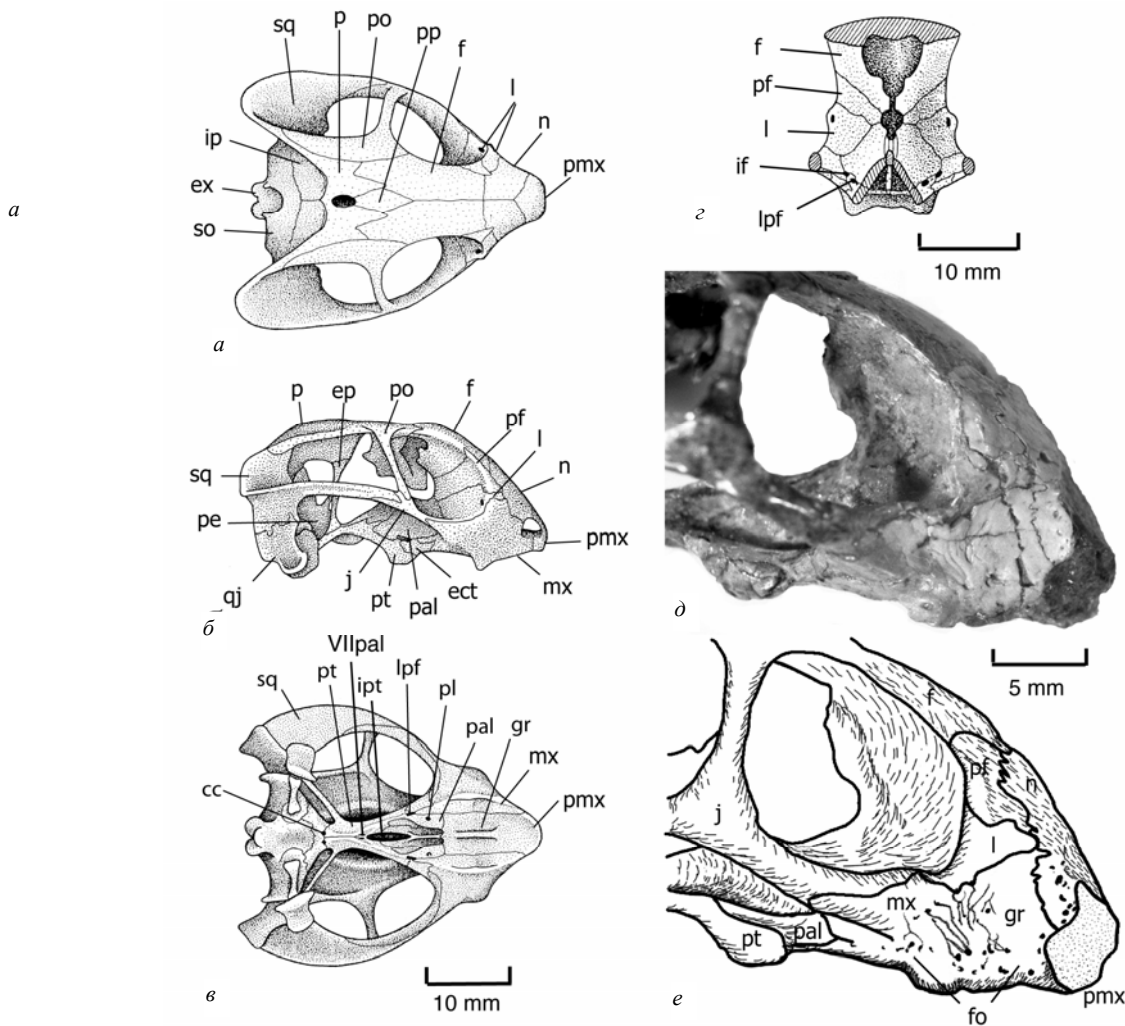 а
sq
p
po
pp
f
l
n
pmx
ip
ex
so
а
p
ep
po
f
pf
l
n
pmx
sq
pe
qj
j
pt
pal
ect
mx
б
VIIpal
sq
pt
ipt
lpf
pl
pal
gr
mx
pmx
cc
в
10 mm
f
pf
l
if
lpf
г
10 mm
д
5 mm
f
pf
n
j
l
mx
gr
pt
pal
fo
pmx
е